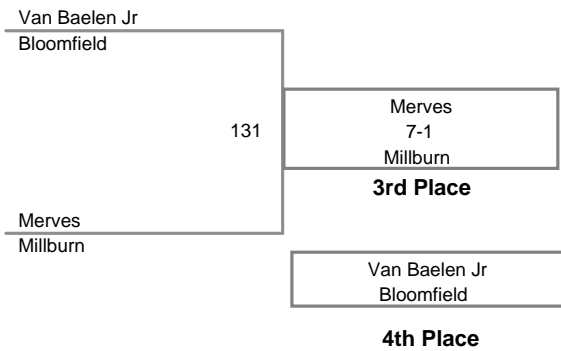 Van Baelen Jr
Bloomfield
131
Merves
7-1
Millburn
3rd Place
Merves
Millburn
Van Baelen Jr
Bloomfield
4th Place